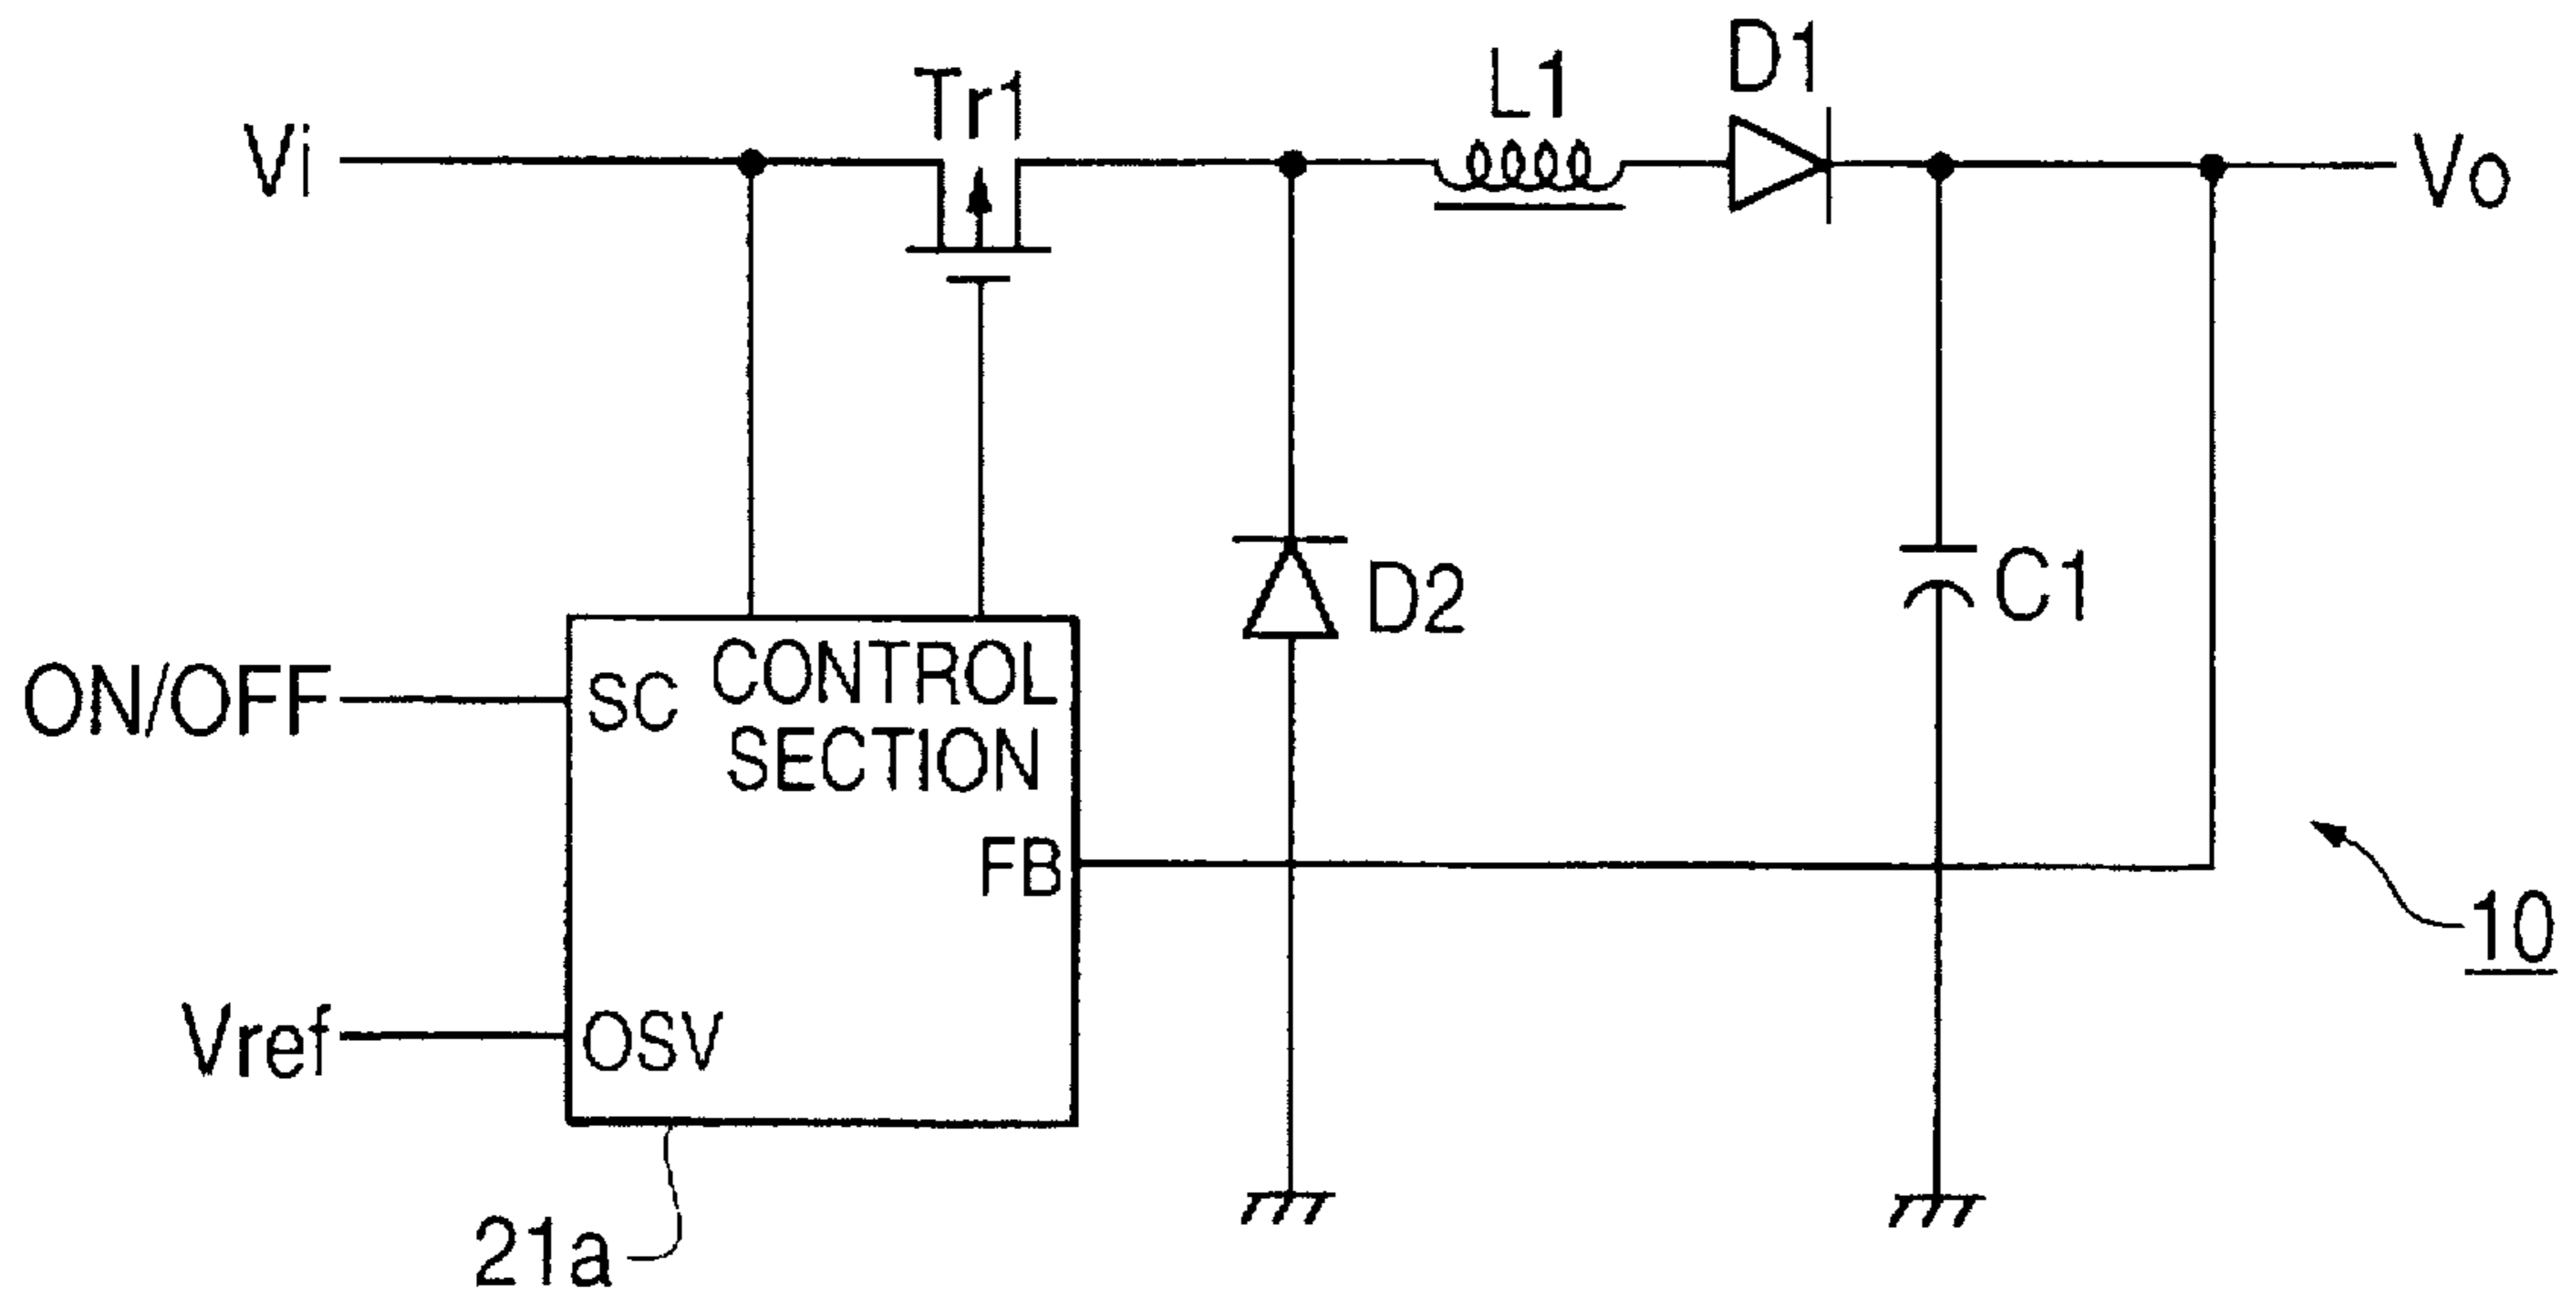 D1
L1
Tr1
Vi
Vo
D2
C1
ON/OFF
SC
CONTROL
SECTION
FB
10
Vref
OSV
21a